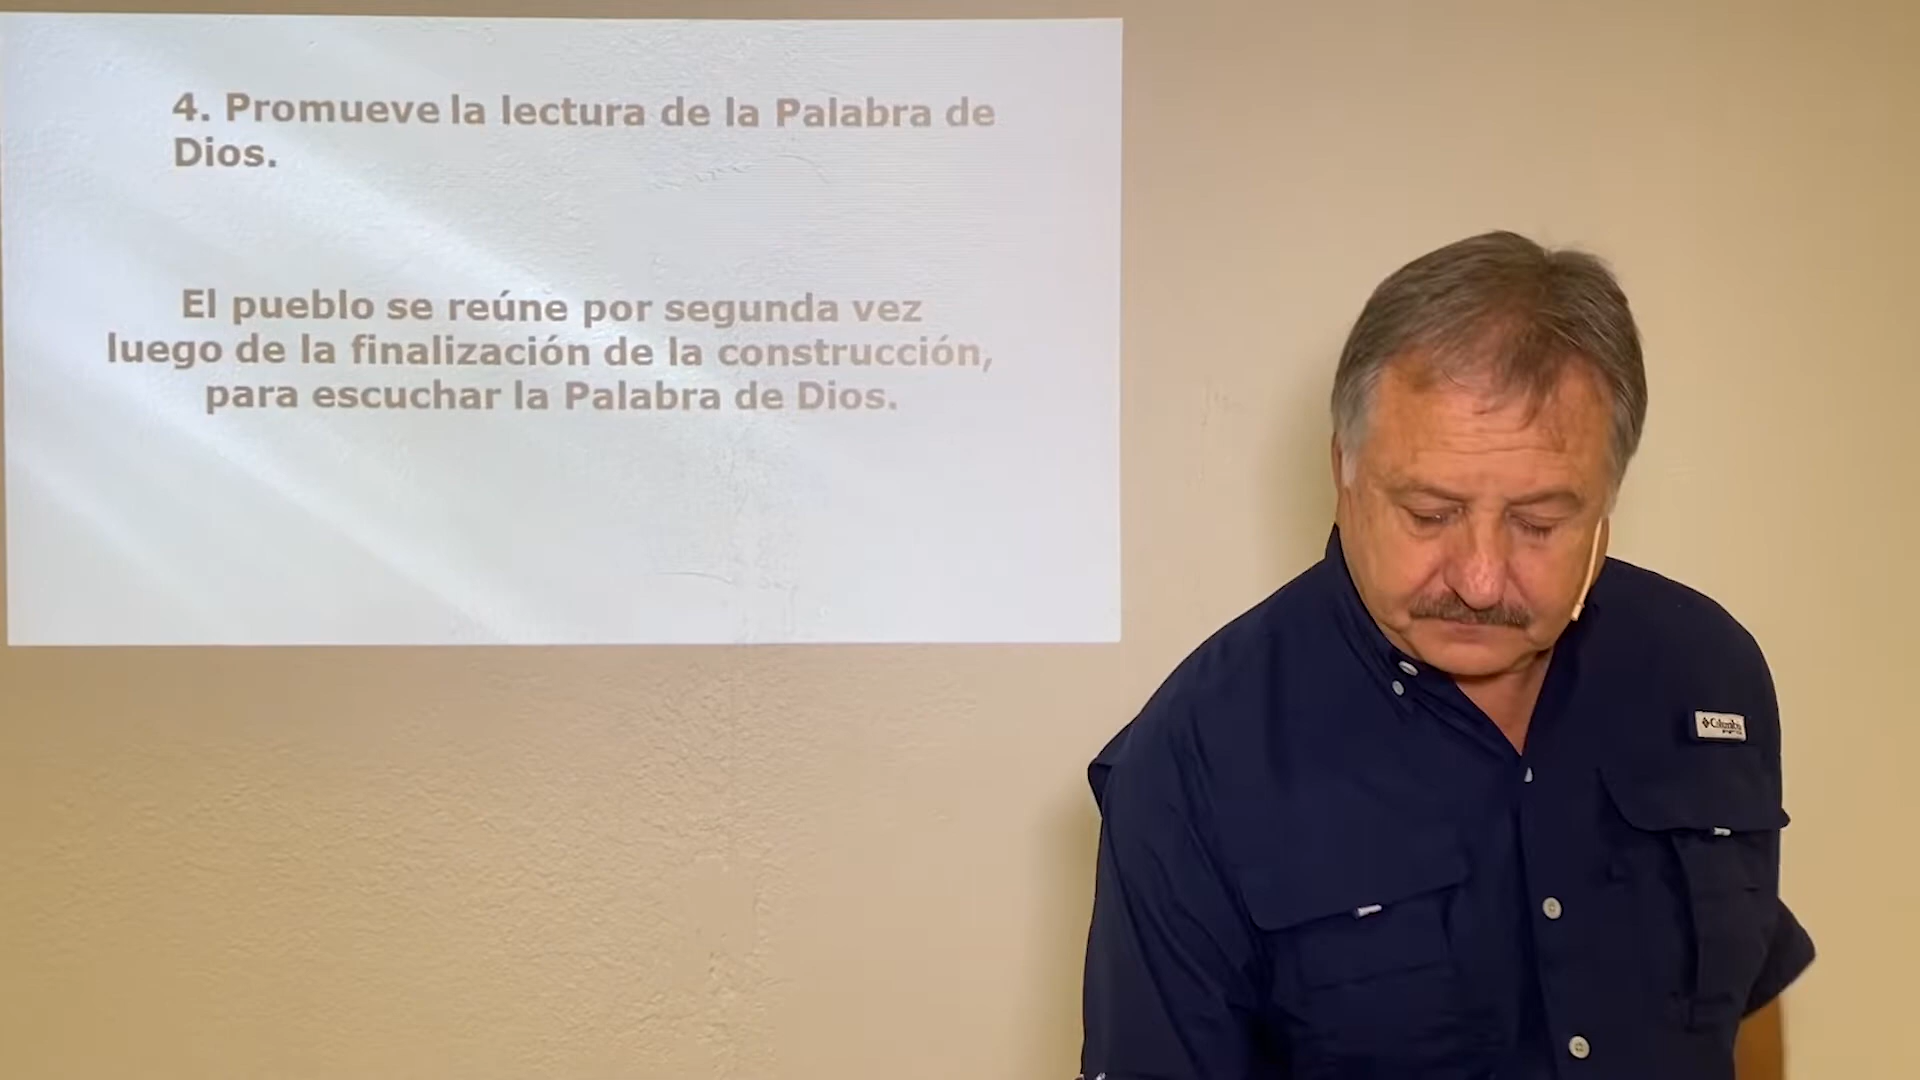 4. Promueve la lectura de la Palabra de
Dios.
El pueblo se reúne por segunda vez
luego de la finalización de la construcción,
para escuchar la Palabra de Dios.
Columbia